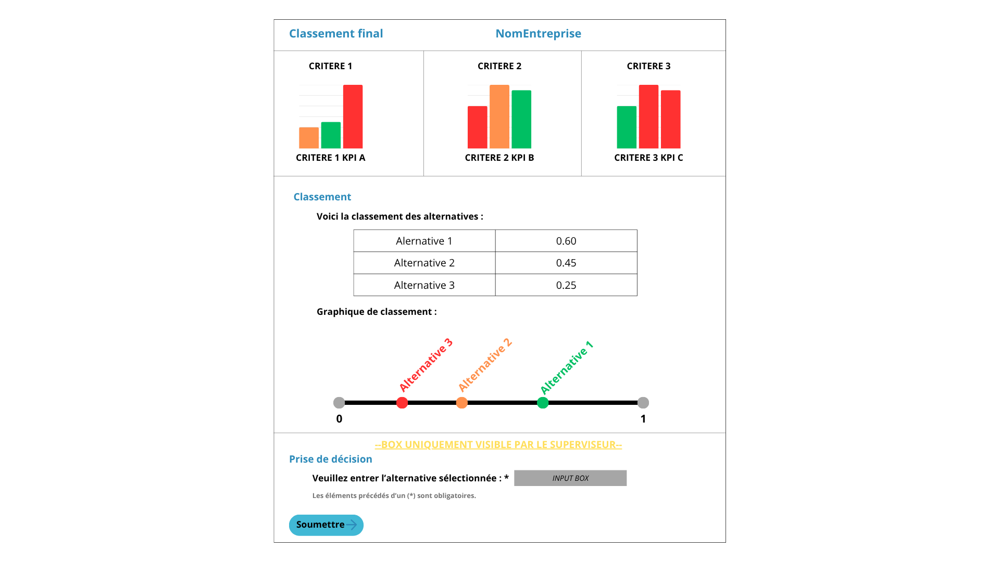 Classement final
NomEntreprise
CRITERE 1
CRITERE 2
CRITERE 3
CRITERE 1 KPI A
CRITERE 2 KPI B
CRITERE 3 KPI C
Classement
Voici la classement des alternatives :
Alernative 1
0.60
Alternative 2
0.45
Alternative 3
0.25
Graphique de classement :
Alternative 3
Alternative 2
Alternative 1
0
1
--BOX UNIQUEMENT VISIBLE PAR LE SUPERVISEUR--
Prise de décision
Veuillez entrer l’alternative sélectionnée : *
INPUT BOX
Les éléments précédés d’un (*) sont obligatoires.
Soumettre